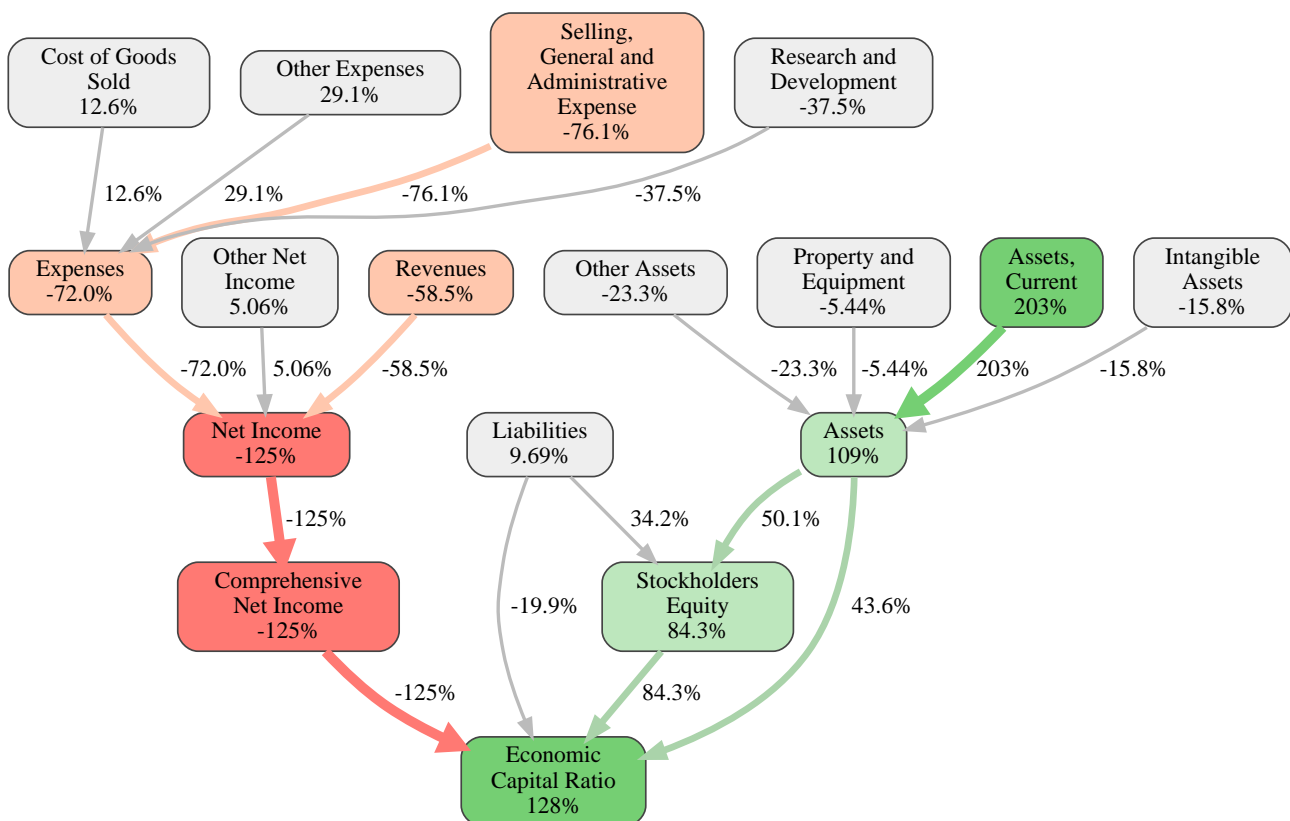 Cost of Goods
Sold
12.6%
Other Expenses
29.1%
Selling,
General and
Administrative
Expense
-76.1%
Research and
Development
-37.5%
12.6%
29.1%
-76.1%
-37.5%
Expenses
-72.0%
Other Net
Income
5.06%
Revenues
-58.5%
Other Assets
-23.3%
Property and
Equipment
-5.44%
Assets,
Current
203%
Intangible
Assets
-15.8%
-72.0%
5.06%
-58.5%
-23.3%
-5.44%
203%
-15.8%
Net Income
-125%
Liabilities
9.69%
Assets
109%
-125%
34.2%
50.1%
Comprehensive
Net Income
-125%
-19.9%
Stockholders
Equity
84.3%
43.6%
-125%
84.3%
Economic
Capital Ratio
128%